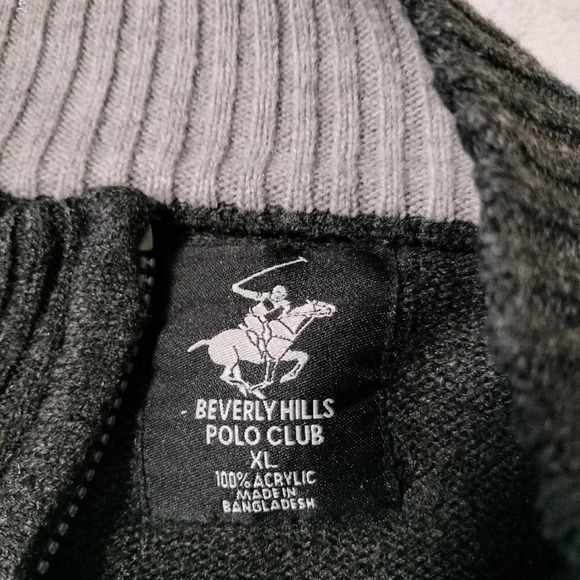 BEVERLY HILLS
POLO CLUB
XL
100% ACRYLIC
MADE IN
BANGLADESH